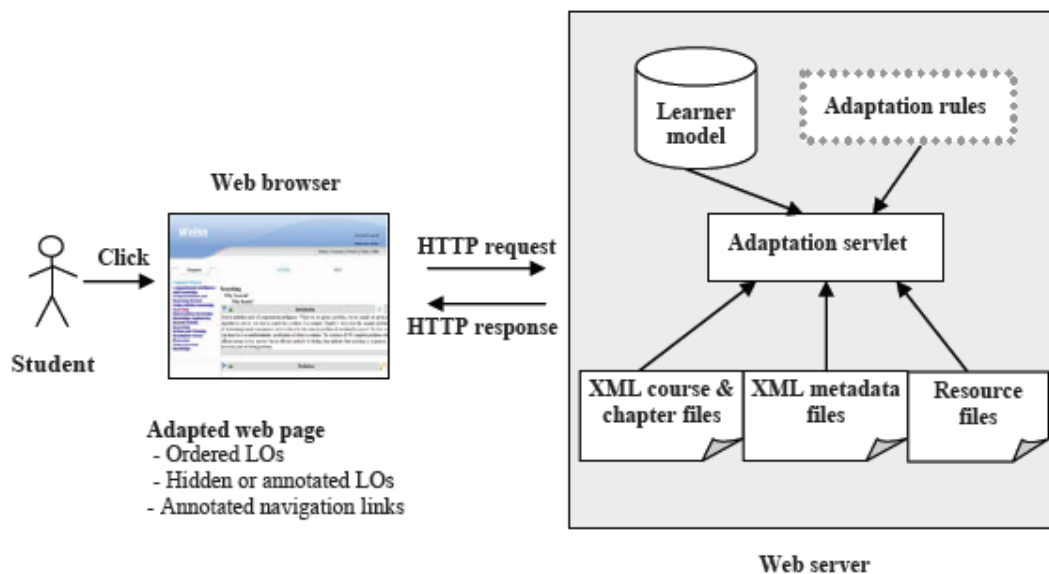 Learner
model
Adaptation rules
Web browser
Welsa
Click
HTTP request
Adaptation servlet
HTTP response
Student
XML course &
chapter files
XML metadata
files
Resource
files
Adapted web page
- Ordered LOs
- Hidden or annotated LOs
- Annotated navigation links
Web server